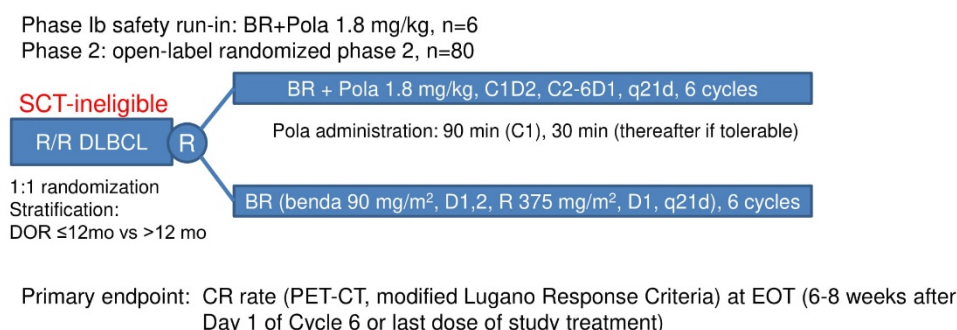 Phase Ib safety run-in: BR+Pola 1.8 mg/kg, n=6
Phase 2: open-label randomized phase 2, n=80
SCT-ineligible
R/R DLBCL
R
BR + Pola 1.8 mg/kg, C1D2, C2-6D1, q21d, 6 cycles
Pola administration: 90 min (C1), 30 min (thereafter if tolerable)
1:1 randomization
Stratification:
DOR ≤12mo vs >12 mo
BR (benda 90 mg/m², D1,2, R 375 mg/m², D1, q21d), 6 cycles
Primary endpoint: CR rate (PET-CT, modified Lugano Response Criteria) at EOT (6-8 weeks after
Day 1 of Cycle 6 or last dose of study treatment)